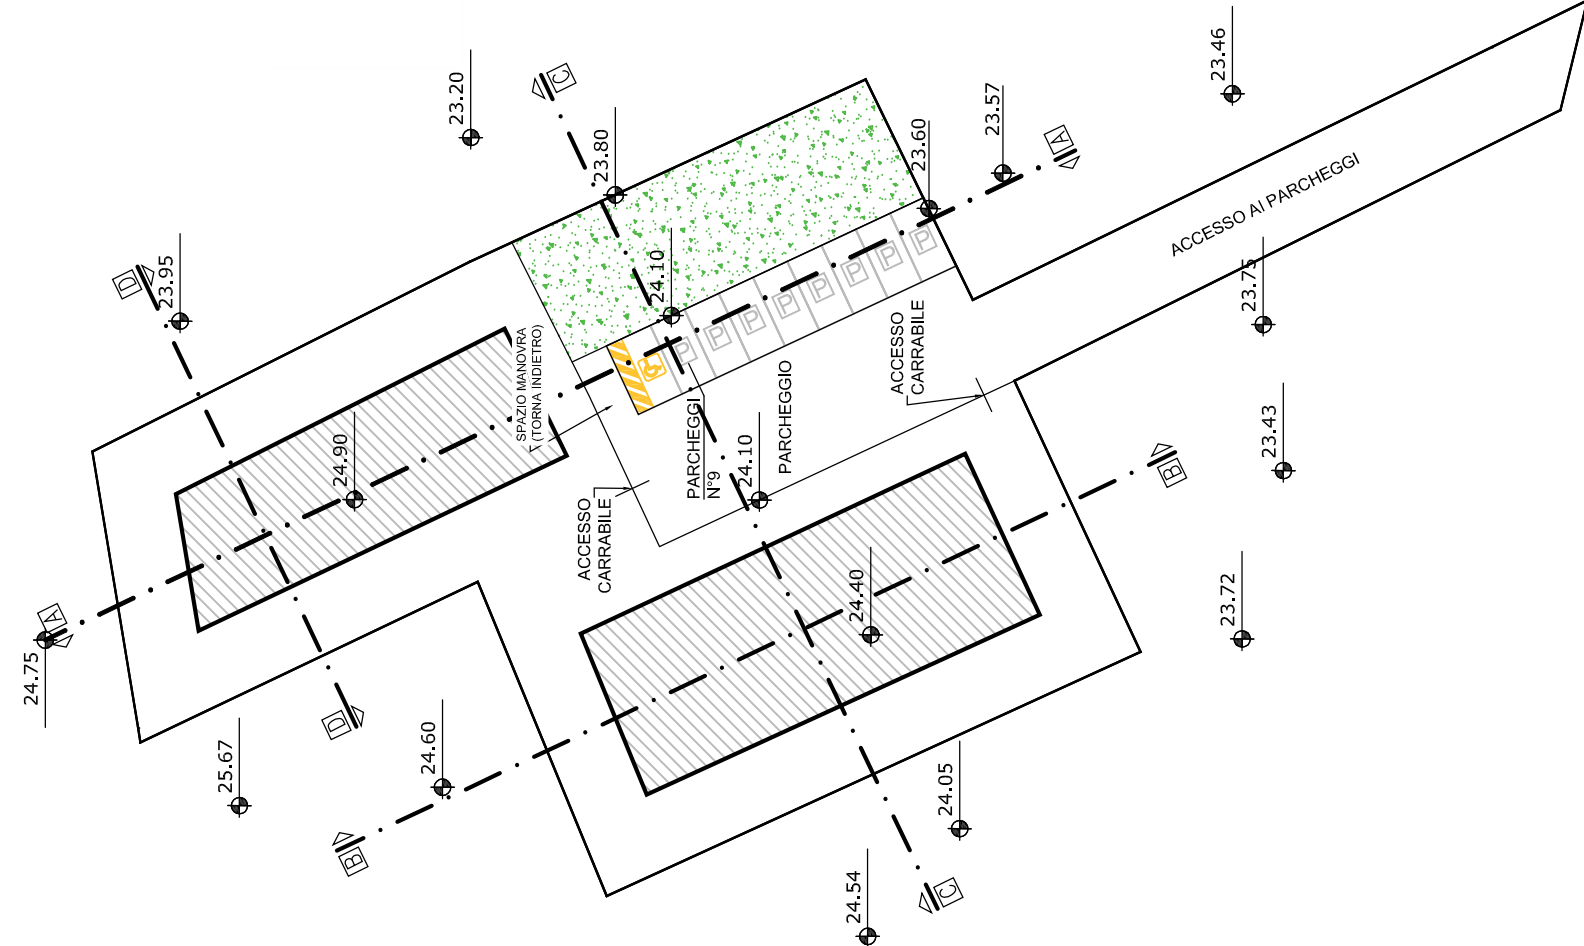 23.46
23.20
C
23.57
23.80
23.60
A
ACCESSO AI PARCHEGGI
D
23.95
24.10
23.75
P
P
P
P
P
P
P
P
SPAZIO MANOVRA
(TORNA INDIETRO)
ACCESSO
CARRABILE
PARCHEGGIO
PARCHEGGI
N°9
24.10
24.90
23.43
B
ACCESSO
CARRABILE
24.40
23.72
A
24.75
D
25.67
24.60
B
24.05
24.54
C